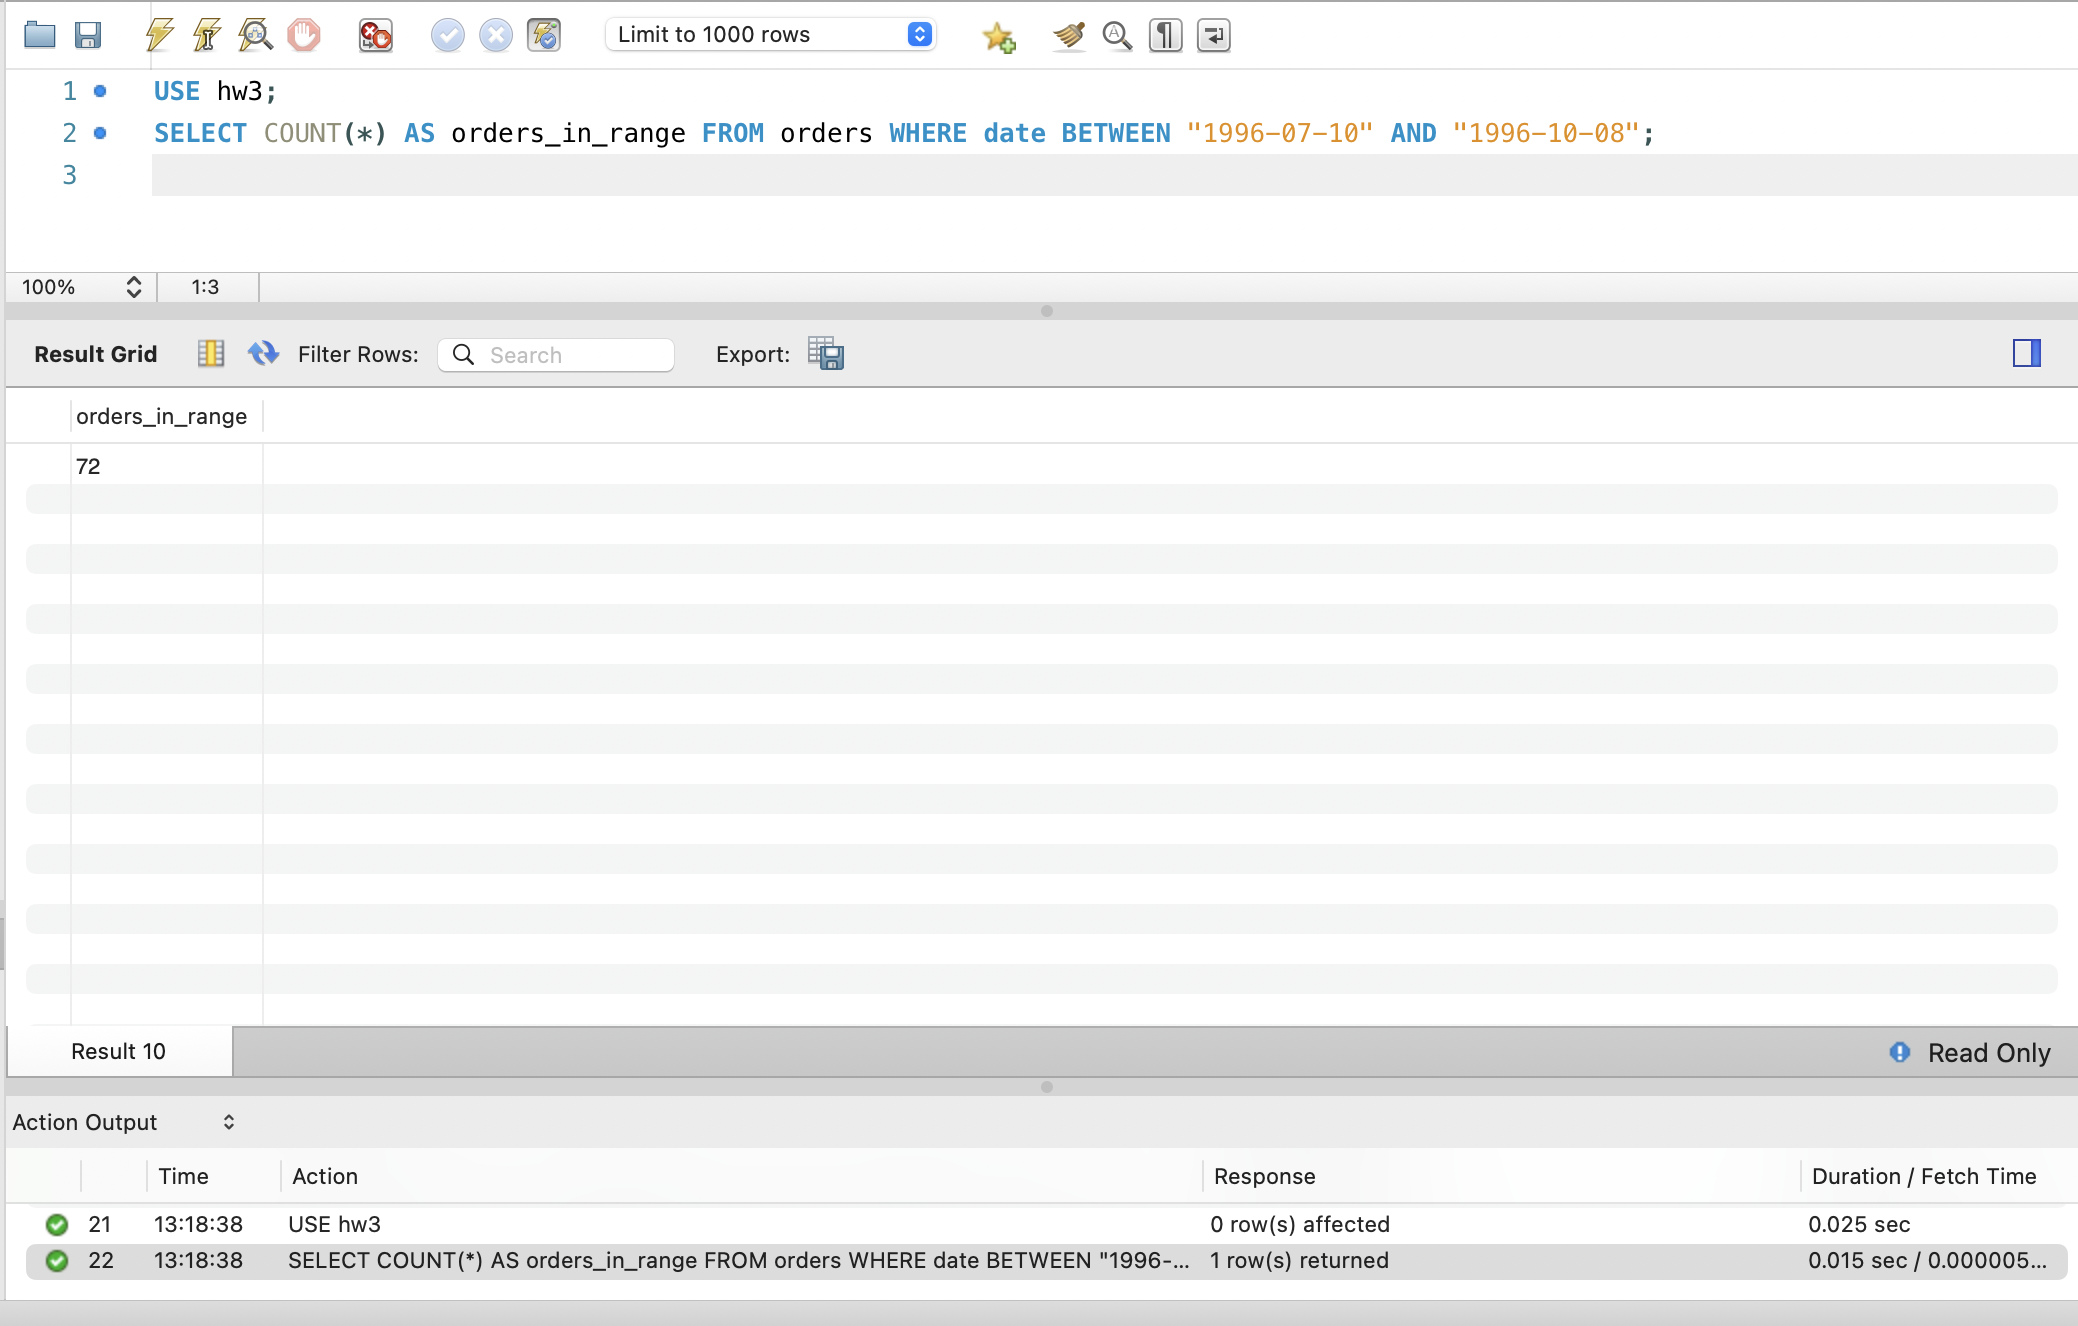 Limit to 1000 rows
1 USE hw3;
2 SELECT COUNT(*) AS orders_in_range FROM orders WHERE date BETWEEN "1996-07-10" AND "1996-10-08";
3
100% 1:3
Result Grid Filter Rows: Search Export:
orders_in_range
72
Result 10 Read Only
Action Output
Time Action Response Duration / Fetch Time
21 13:18:38 USE hw3 0 row(s) affected 0.025 sec
22 13:18:38 SELECT COUNT(*) AS orders_in_range FROM orders WHERE date BETWEEN "1996-... 1 row(s) returned 0.015 sec / 0.000005...